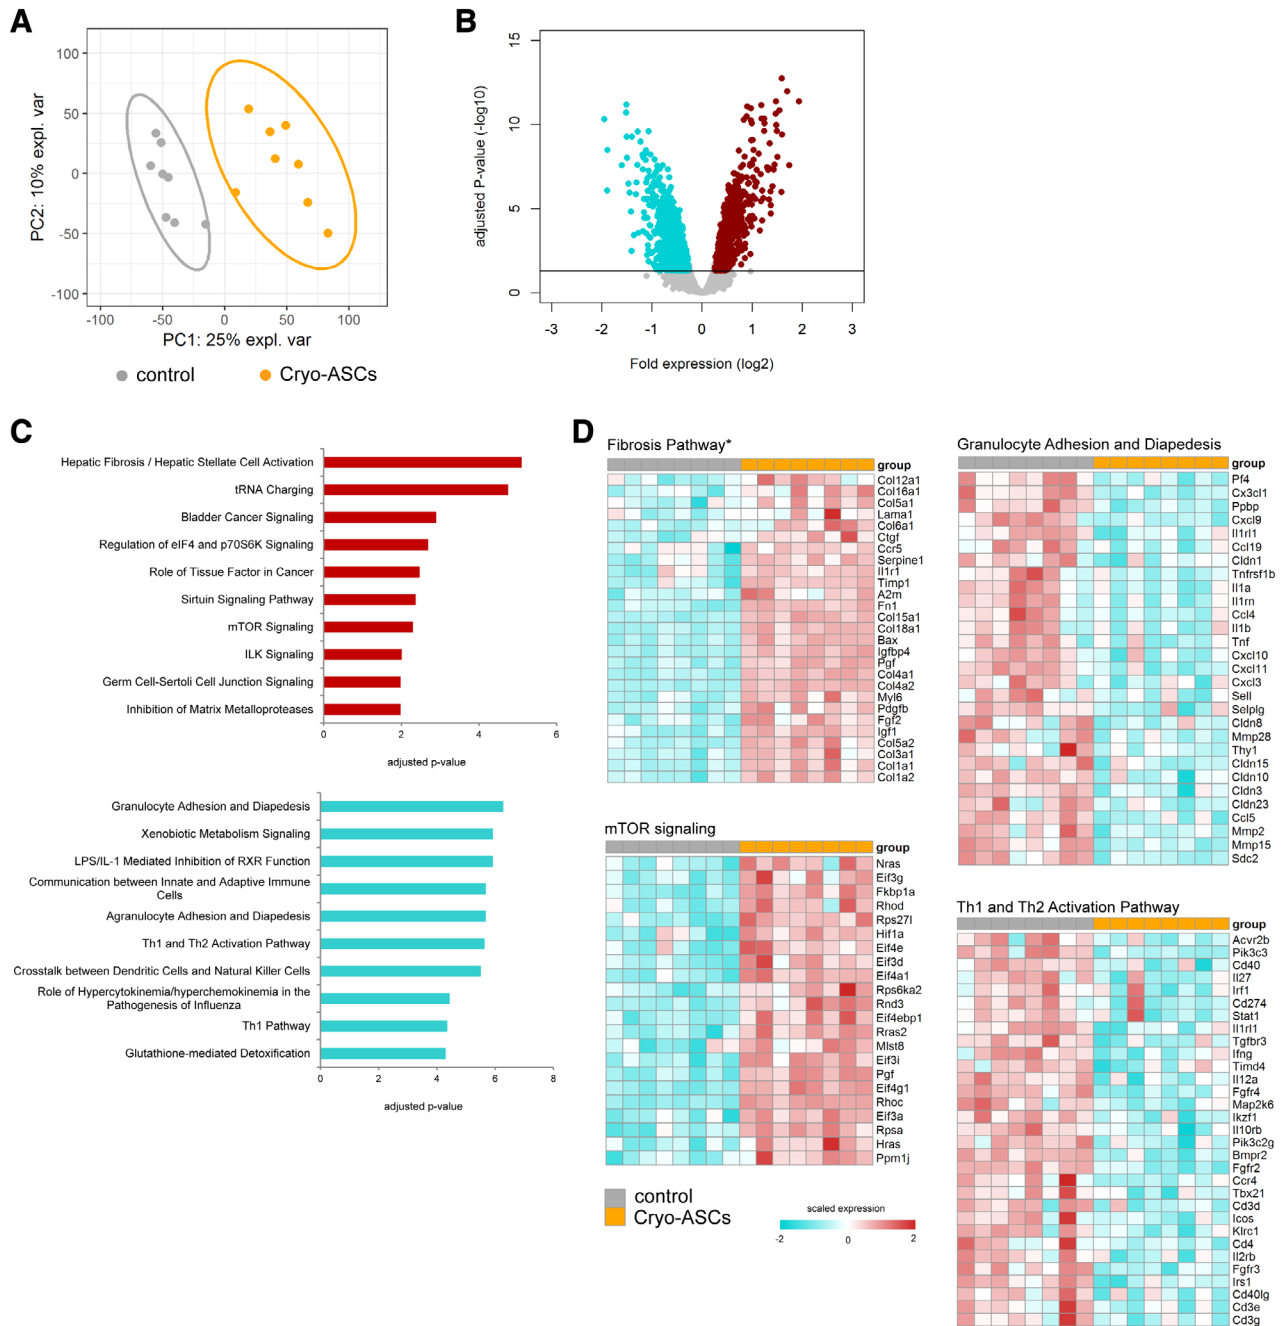 A
100
50
0
-50
-100
PC2: 10% expl. var
-100
-50
0
50
100
PC1: 25% expl. var
control
Cryo-ASCs
B
15
10
5
0
adjusted P-value (-log10)
-3
-2
-1
0
1
2
3
Fold expression (log2)
C
Hepatic Fibrosis / Hepatic Stellate Cell Activation
tRNA Charging
Bladder Cancer Signaling
Regulation of eIF4 and p70S6K Signaling
Role of Tissue Factor in Cancer
Sirtuin Signaling Pathway
mTOR Signaling
ILK Signaling
Germ Cell-Sertoli Cell Junction Signaling
Inhibition of Matrix Metalloproteases
0
2
4
6
adjusted p-value
Granulocyte Adhesion and Diapedesis
Xenobiotic Metabolism Signaling
LPS/IL-1 Mediated Inhibition of RXR Function
Communication between Innate and Adaptive Immune
Cells
Agranulocyte Adhesion and Diapedesis
Th1 and Th2 Activation Pathway
Crosstalk between Dendritic Cells and Natural Killer Cells
Role of Hypercytokinemia/hyperchemokinemia in the
Pathogenesis of Influenza
Th1 Pathway
Glutathione-mediated Detoxification
0
2
4
6
8
adjusted p-value
D
Fibrosis Pathway*
group
Col12a1
Col16a1
Col5a1
Lama1
Col6a1
Ctgf
Ccr5
Serpine1
Il1r1
Timp1
A2m
Fn1
Col15a1
Col18a1
Bax
Igfbp4
Pgf
Col4a1
Col4a2
Myl6
Pdgfb
Fgf2
Igf1
Col5a2
Col3a1
Col1a1
Col1a2
mTOR signaling
group
Nras
Eif3g
Fkbp1a
Rhod
Rps27l
Hif1a
Eif4e
Eif3d
Eif4a1
Rps6ka2
Rnd3
Eif4ebp1
Rras2
Mlst8
Eif3i
Pgf
Eif4g1
Rhoc
Eif3a
Rpsa
Hras
Ppm1j
control
Cryo-ASCs
scaled expression
-2
0
2
Granulocyte Adhesion and Diapedesis
group
Pf4
Cx3cl1
Ppbp
Cxcl9
Il1rl1
Ccl19
Cldn1
Tnfrsf1b
Il1a
Il1rn
Ccl4
Il1b
Tnf
Cxcl10
Cxcl11
Cxcl3
Sell
Selplg
Cldn8
Mmp28
Thy1
Cldn15
Cldn10
Cldn3
Cldn23
Ccl5
Mmp2
Mmp15
Sdc2
Th1 and Th2 Activation Pathway
group
Acvr2b
Pik3c3
Cd40
Il27
Irf1
Cd274
Stat1
Il1rl1
Tgfbr3
Ifng
Timd4
Il12a
Fgfr4
Map2k6
Ikzf1
Il10rb
Pik3c2g
Bmpr2
Fgfr2
Ccr4
Tbx21
Cd3d
Icos
Klrc1
Cd4
Il2rb
Fgfr3
Irs1
Cd40lg
Cd3e
Cd3g